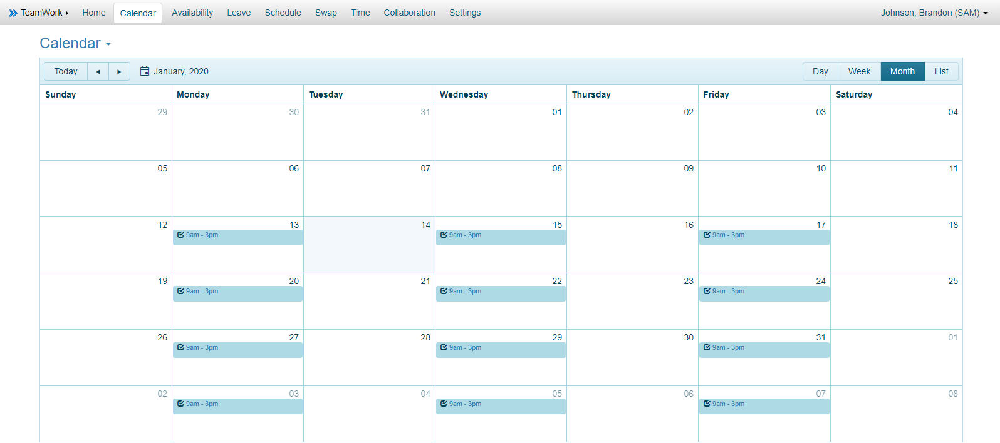 TeamWork Home Calendar Availability Leave Schedule Swap Time Collaboration Settings Johnson, Brandon (SAM)
Calendar
Today January, 2020 Day Week Month List
Sunday Monday Tuesday Wednesday Thursday Friday Saturday
29 30 31 01 02 03 04
05 06 07 08 09 10 11
12 13 14 15 16 17 18
9am - 3pm 9am - 3pm 9am - 3pm
19 20 21 22 23 24 25
9am - 3pm 9am - 3pm 9am - 3pm
26 27 28 29 30 31 01
9am - 3pm 9am - 3pm 9am - 3pm
02 03 04 05 06 07 08
9am - 3pm 9am - 3pm 9am - 3pm